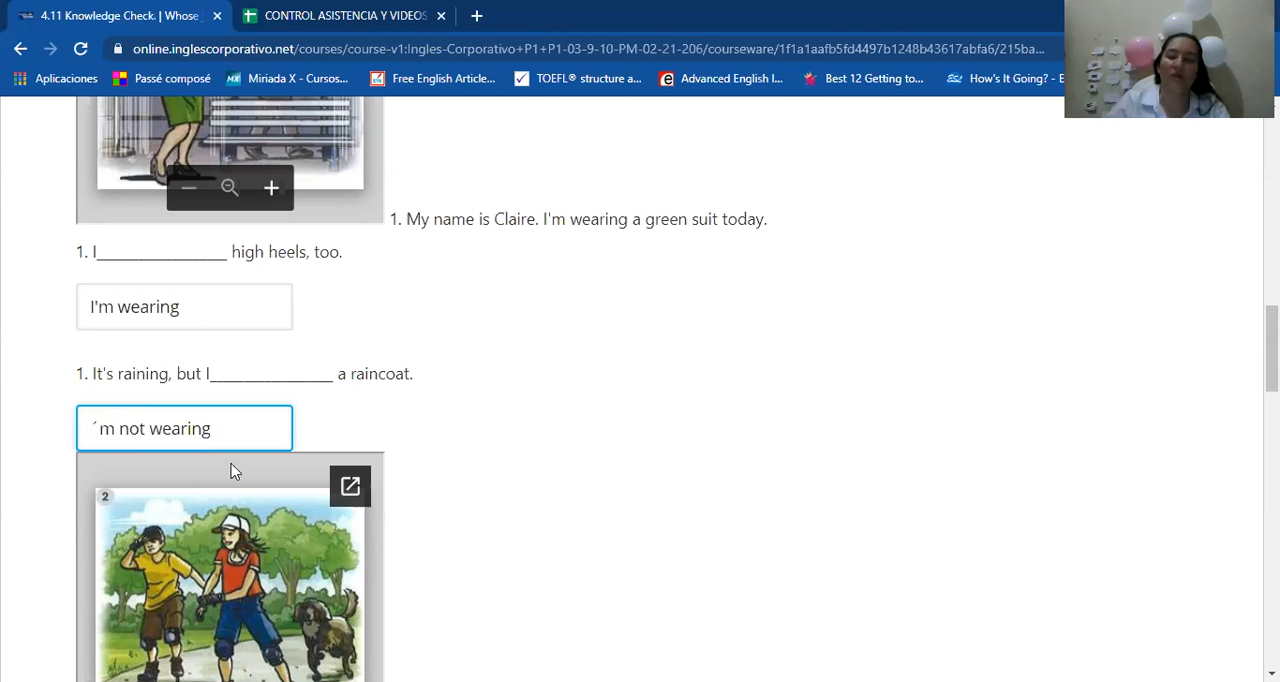 4.11 Knowledge Check. | Whose
CONTROL ASISTENCIA Y VIDEOS
online.inglescorporativo.net/courses/course-v1:Ingles-Corporativo+P1+P1-03-9-10-PM-02-21-206/courseware/1f1a1aafb5fd4497b1248b43617abfa6/215ba...
Aplicaciones
Passé composé
Miriada X - Cursos...
Free English Article...
TOEFL® structure a...
Advanced English l...
Best 12 Getting to...
How's It Going? - E
1. My name is Claire. I'm wearing a green suit today.
1. I________________ high heels, too.
I'm wearing
1. It's raining, but I_______________ a raincoat.
´m not wearing
2